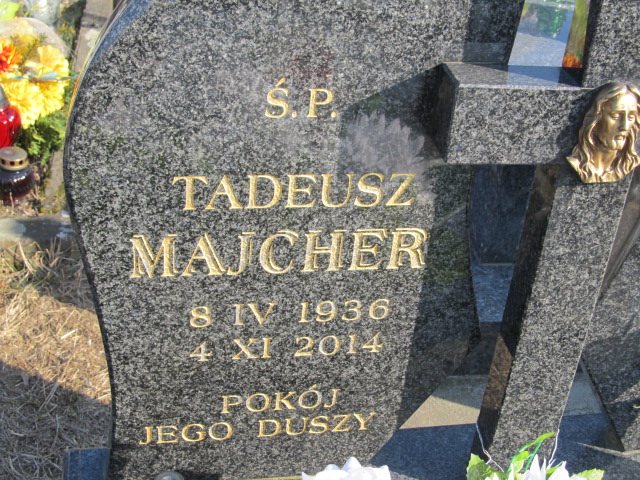 Ś.P.
TADEUSZ
MAJCHER
8 IV 1936
4 XI 2014
POKÓJ
JEGO DUSZY